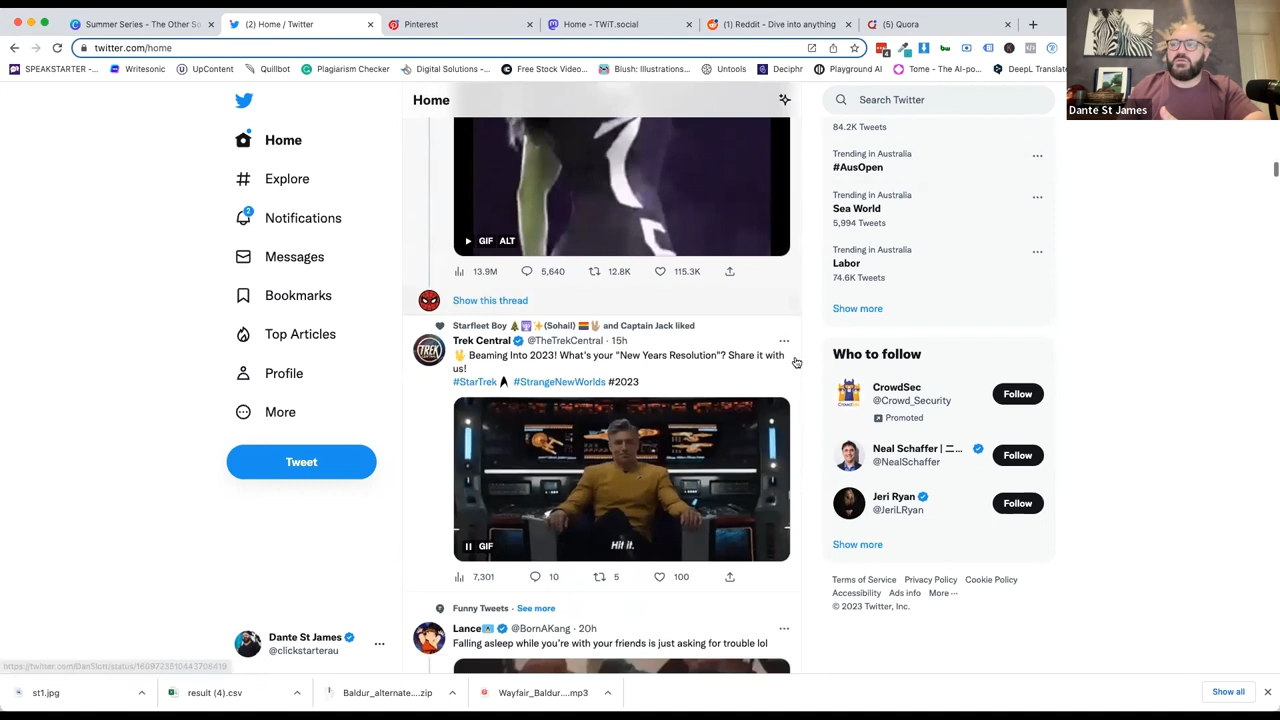 Summer Series - The Other So
(2) Home / Twitter
Pinterest
Home - TWiT.social
(1) Reddit - Dive into anything
(5) Quora
twitter.com/home
SPEAKSTARTER -...
Writesonic
UpContent
Quillbot
Plagiarism Checker
Digital Solutions -...
Free Stock Video...
Blush: Illustrations...
Untools
Deciphr
Playground AI
Tome - The AI-po...
DeepL Translate
Dante St James
Home
Explore
Notifications
2
Messages
Bookmarks
Top Articles
Profile
More
Tweet
Dante St James
@clickstarterau
Home
GIF ALT
13.9M 5,640 12.8K 115.3K
Show this thread
Starfleet Boy (Sohail) and Captain Jack liked
TREK
Trek Central @TheTrekCentral · 15h
🖖 Beaming Into 2023! What's your "New Years Resolution"? Share it with
us!
#StarTrek #StrangeNewWorlds #2023
Hit it.
GIF
7,301 10 5 100
Funny Tweets · See more
Lance @BornAKang · 20h
Falling asleep while you're with your friends is just asking for trouble lol
Search Twitter
84.2K Tweets
Trending in Australia
#AusOpen
Trending in Australia
Sea World
5,994 Tweets
Trending in Australia
Labor
74.6K Tweets
Show more
Who to follow
CrowdSec
@Crowd_Security
Promoted
Follow
Neal Schaffer | 二...
@NealSchaffer
Follow
Jeri Ryan
@JeriLRyan
Follow
Show more
Terms of Service Privacy Policy Cookie Policy
Accessibility Ads info More ···
© 2023 Twitter, Inc.
st1.jpg
result (4).csv
Baldur_alternate....zip
Wayfair_Baldur....mp3
Show all